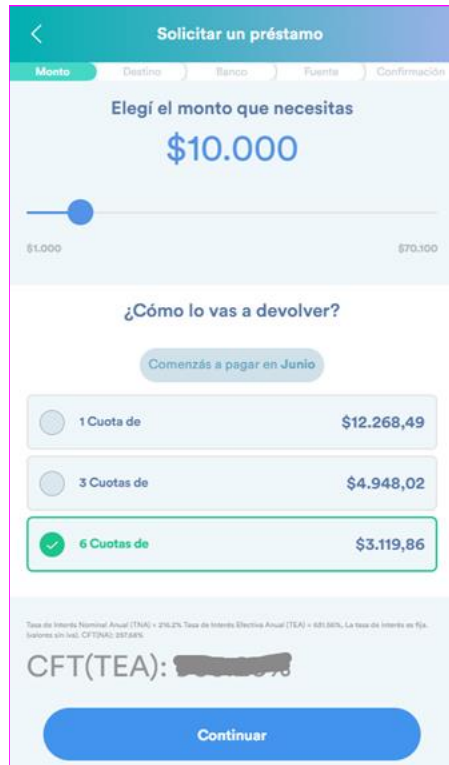 Solicitar un préstamo
Monto Destino Banco Fuente Confirmación
Elegí el monto que necesitas
$10.000
$1.000 $70.100
¿Cómo lo vas a devolver?
Comenzás a pagar en Junio
1 Cuota de $12.268,49
3 Cuotas de $4.948,02
6 Cuotas de $3.119,86
Tasa de Interés Nominal Anual (TNA) = 216.2% Tasa de Interés Efectiva Anual (TEA) = 631,56%, La tasa de interés es fija.
(valores sin iva). CFT(NA): 257,68%
CFT(TEA):
Continuar